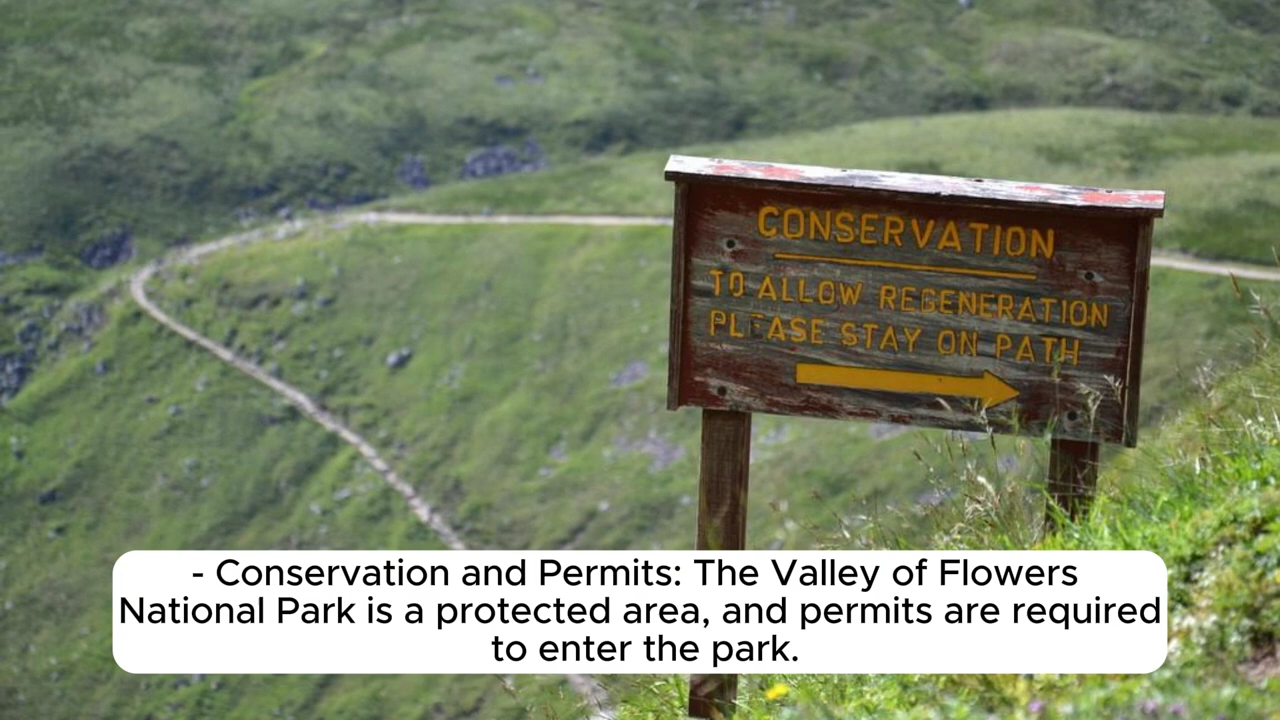 CONSERVATION
TO ALLOW REGENERATION
PLEASE STAY ON PATH
- Conservation and Permits: The Valley of Flowers
National Park is a protected area, and permits are required
to enter the park.